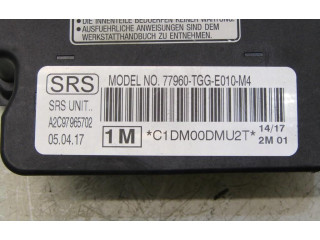 DIE INNENTEILE BEDÜRFEN KEINER WARTUNG.
AUSFÜHRLICHE ANWEISUNGEN SIND DEM
WERKSTATTHANDBUCH ZU ENTNEHMEN.
SRS
MODEL NO. 77960-TGG-E010-M4
SRS UNIT..
A2C97965702
05.04.17
1M
*C1DM00DMU2T*
14/17
2M 01